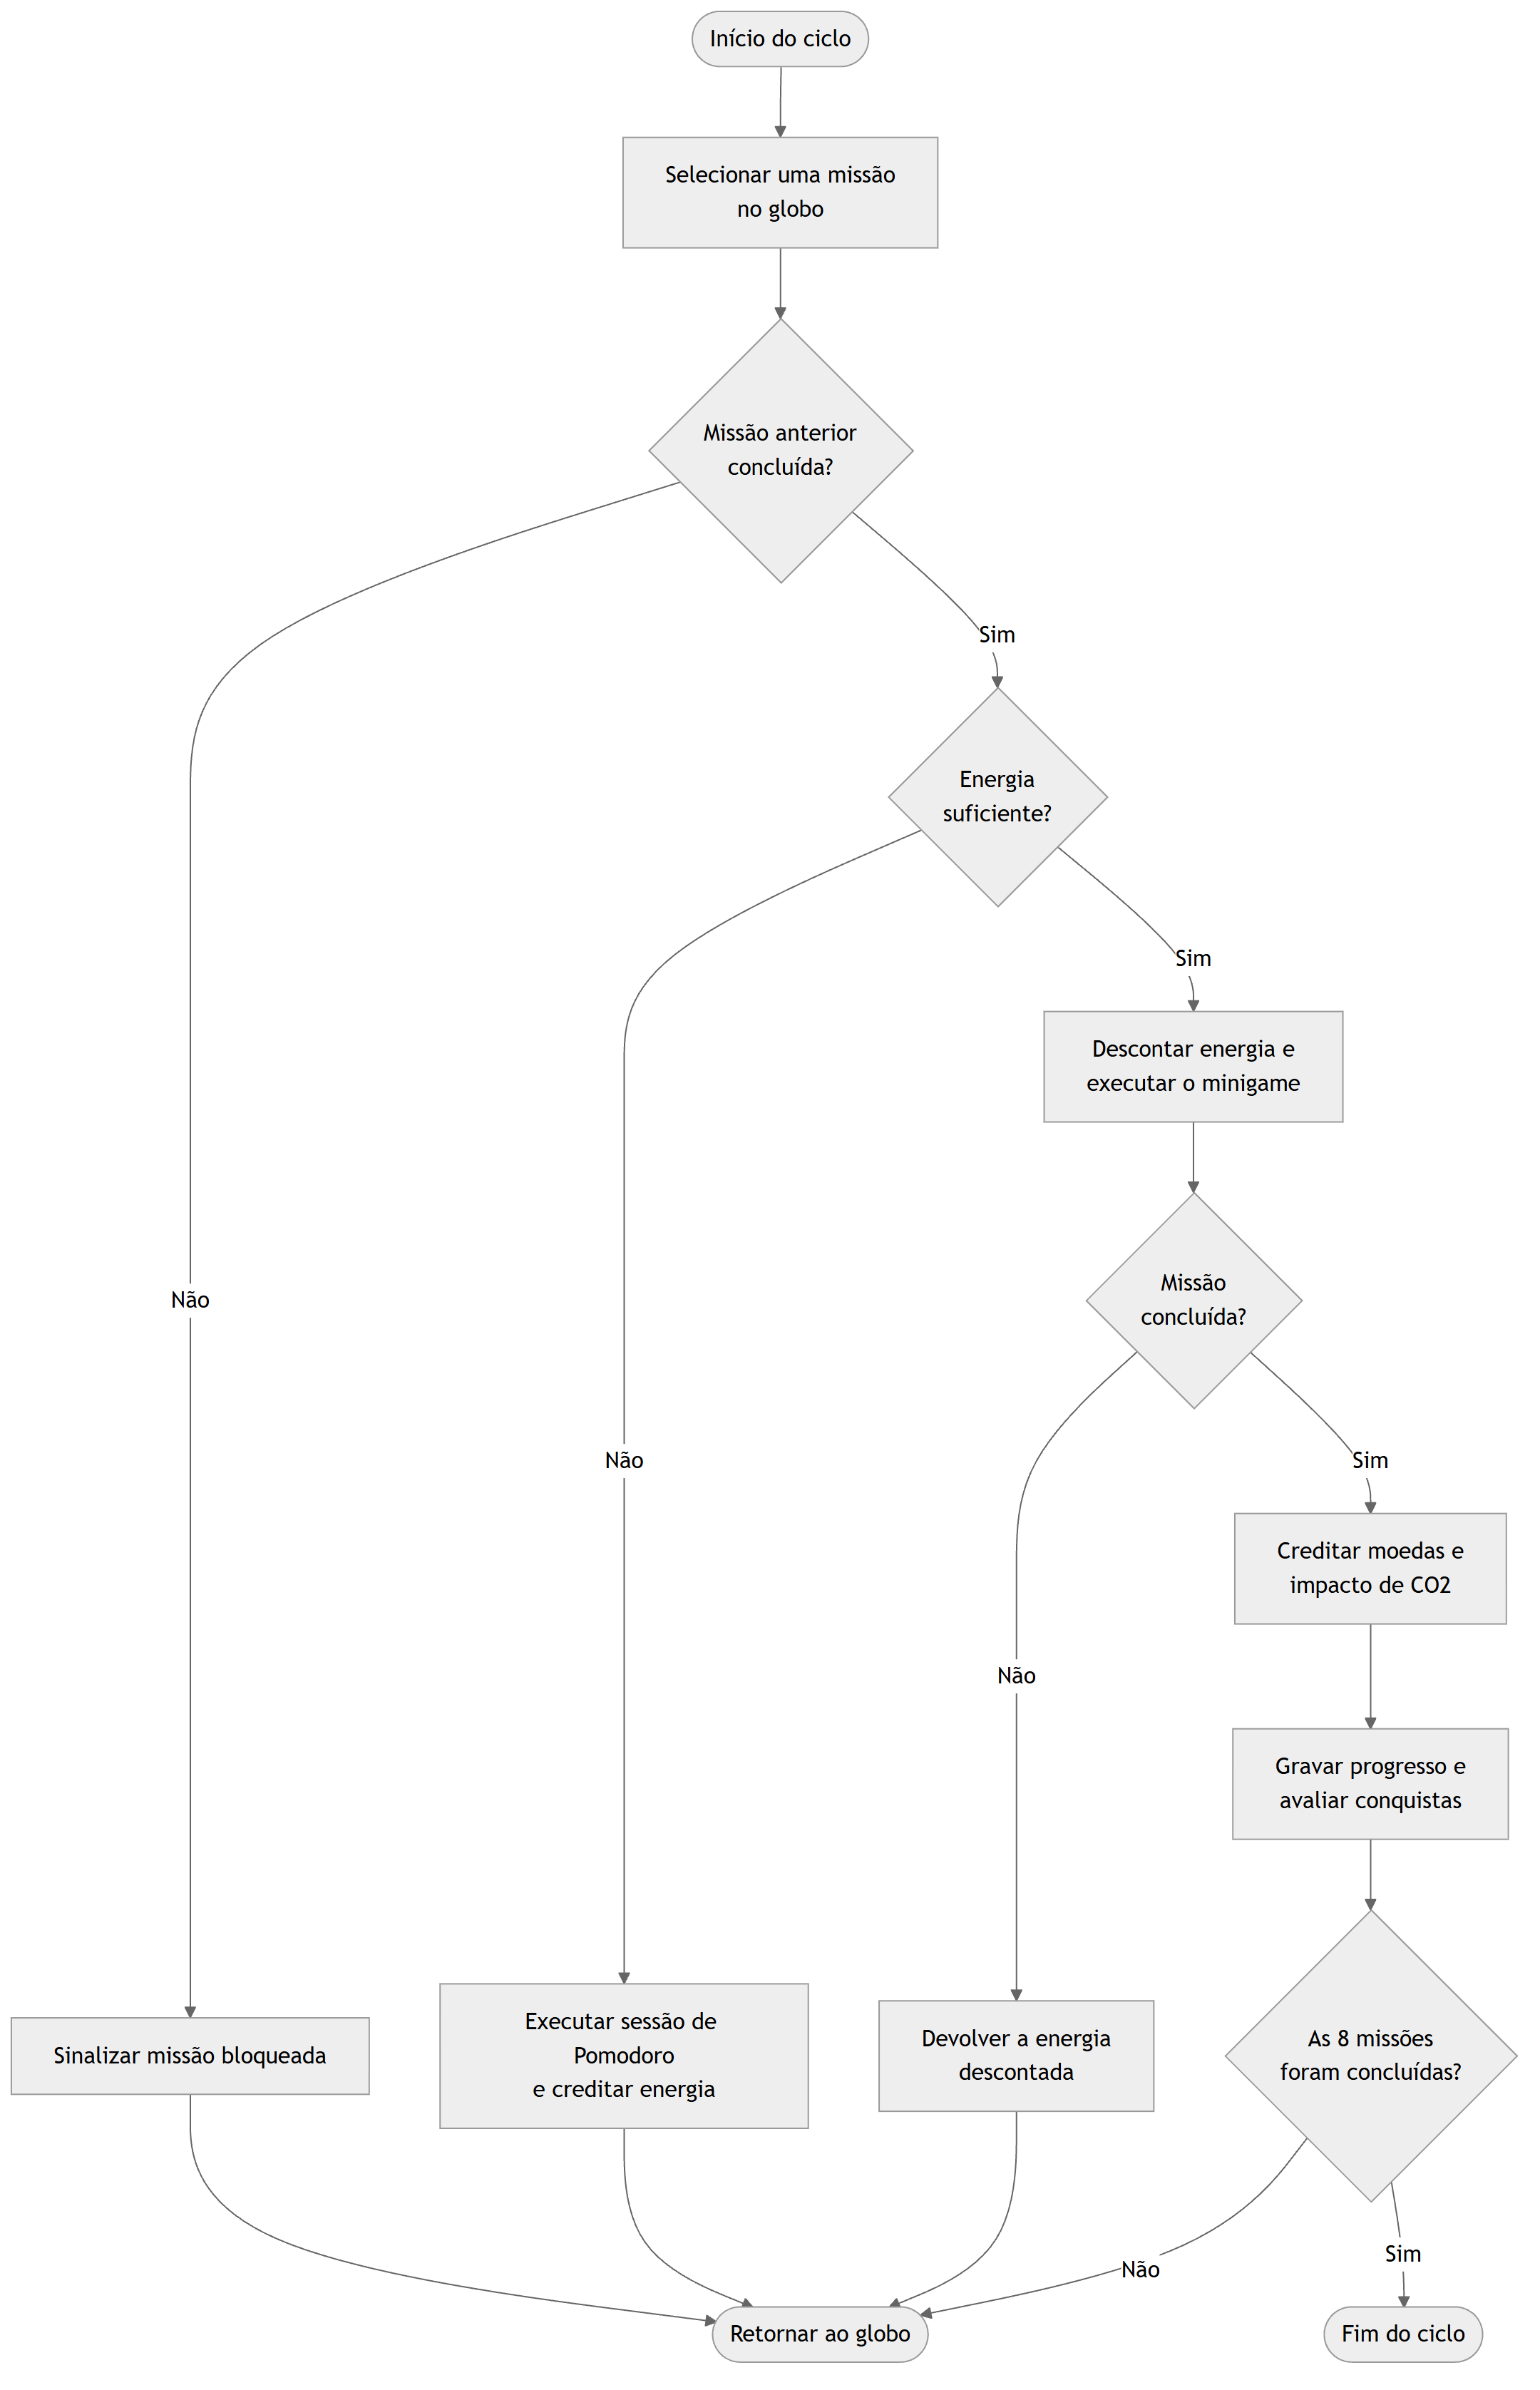 Início do ciclo
Selecionar uma missão
no globo
Missão anterior
concluída?
Sim
Energia
suficiente?
Sim
Descontar energia e
executar o minigame
Missão
concluída?
Não
Não
Sim
Creditar moedas e
impacto de CO2
Não
Gravar progresso e
avaliar conquistas
Sinalizar missão bloqueada
Executar sessão de
Pomodoro
e creditar energia
Devolver a energia
descontada
As 8 missões
foram concluídas?
Não
Sim
Retornar ao globo
Fim do ciclo